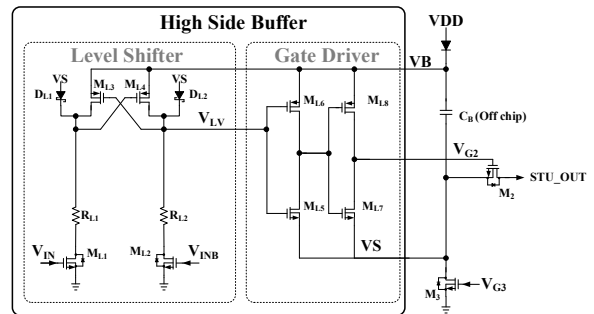 High Side Buffer
VDD
Level Shifter
Gate Driver
VB
VS
VS
DL1
ML3
ML4
DL2
ML6
ML8
CB (Off chip)
VLV
VG2
M2
STU_OUT
RL1
RL2
ML5
ML7
VIN
ML1
ML2
VINB
VS
M3
VG3